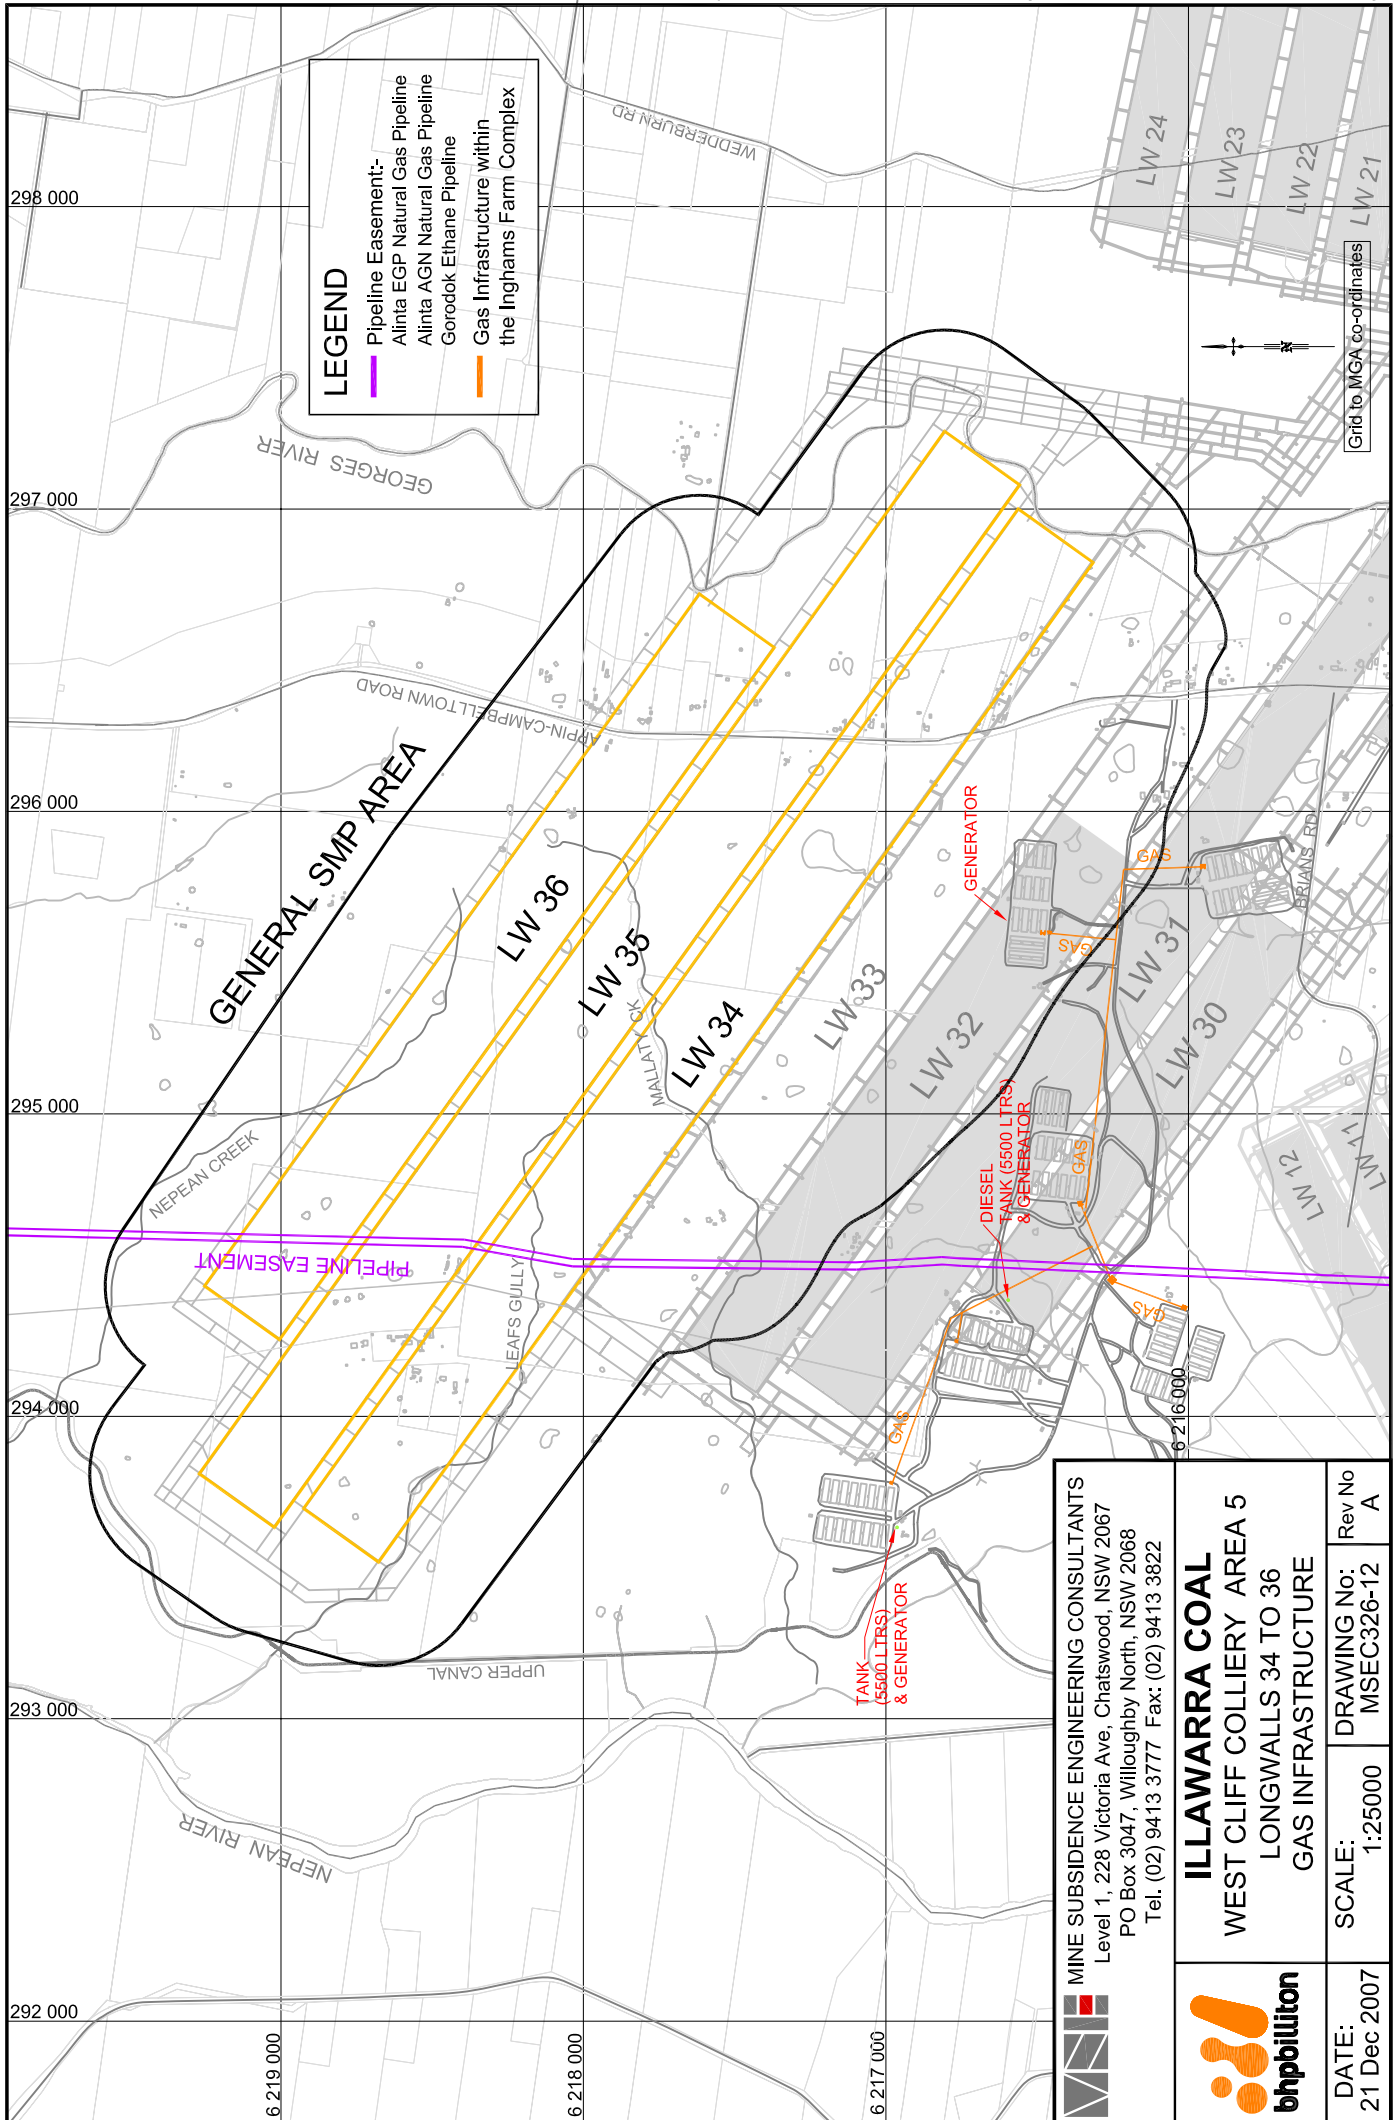 298 000
297 000
296 000
295 000
294 000
293 000
292 000
6 219 000
6 218 000
6 217 000
6 216 000
LEGEND
Pipeline Easement:-
Alinta EGP Natural Gas Pipeline
Alinta AGN Natural Gas Pipeline
Gorodok Ethane Pipeline
Gas Infrastructure within
the Inghams Farm Complex
WEDDERBURN RD
GEORGES RIVER
APPIN-CAMPBELLTOWN ROAD
GENERAL SMP AREA
NEPEAN CREEK
PIPELINE EASEMENT
LEAFS GULLY
MALLATY CK
UPPER CANAL
NEPEAN RIVER
BRIANS RD
LW 36
LW 35
LW 34
LW 33
LW 32
LW 31
LW 30
LW 24
LW 23
LW 22
LW 21
LW 12
LW 11
GENERATOR
GAS
GAS
GAS
GAS
GAS
DIESEL
TANK (5500 LTRS)
& GENERATOR
TANK
(5500 LTRS)
& GENERATOR
N
Grid to MGA co-ordinates
MINE SUBSIDENCE ENGINEERING CONSULTANTS
Level 1, 228 Victoria Ave, Chatswood, NSW 2067
PO Box 3047, Willoughby North, NSW 2068
Tel. (02) 9413 3777 Fax: (02) 9413 3822
bhpbilliton
ILLAWARRA COAL
WEST CLIFF COLLIERY AREA 5
LONGWALLS 34 TO 36
GAS INFRASTRUCTURE
DATE:
21 Dec 2007
SCALE:
1:25000
DRAWING No:
MSEC326-12
Rev No
A